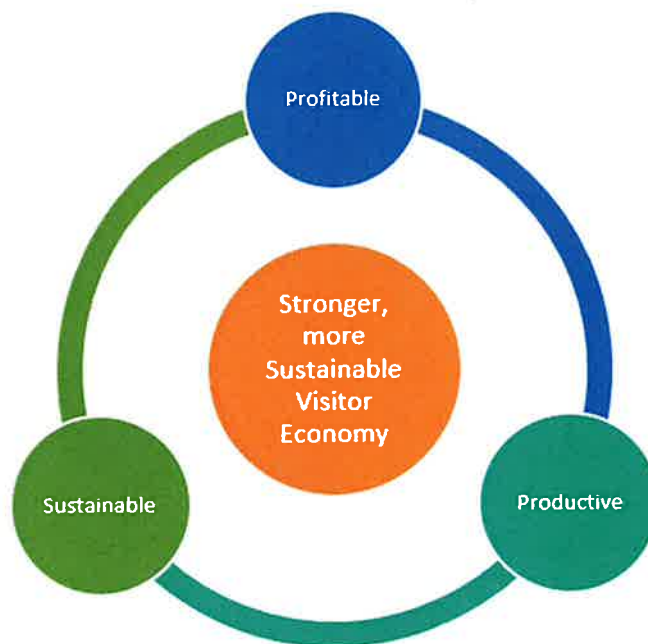 Profitable
Stronger,
more
Sustainable
Visitor
Economy
Sustainable
Productive